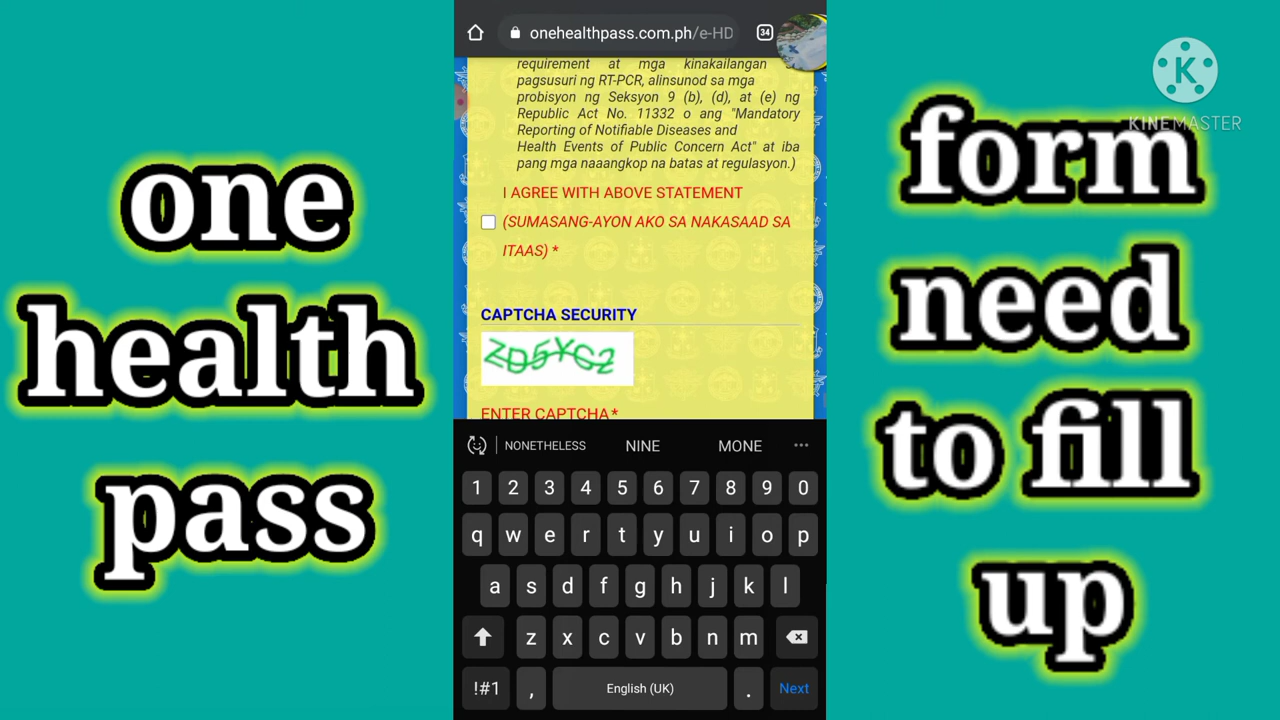 one
health
pass
onehealthpass.com.ph/e-HD
34
requirement at mga kinakailangan
pagsusuri ng RT-PCR, alinsunod sa mga
probisyon ng Seksyon 9 (b), (d), at (e) ng
Republic Act No. 11332 o ang "Mandatory
Reporting of Notifiable Diseases and
Health Events of Public Concern Act" at iba
pang mga naaangkop na batas at regulasyon.)
I AGREE WITH ABOVE STATEMENT
(SUMASANG-AYON AKO SA NAKASAAD SA
ITAAS) *
CAPTCHA SECURITY
ENTER CAPTCHA*
NONETHELESS NINE MONE ...
1 2 3 4 5 6 7 8 9 0
q w e r t y u i o p
a s d f g h j k l
z x c v b n m
!#1 , English (UK) . Next
K
KINEMASTER
form
need
to fill
up